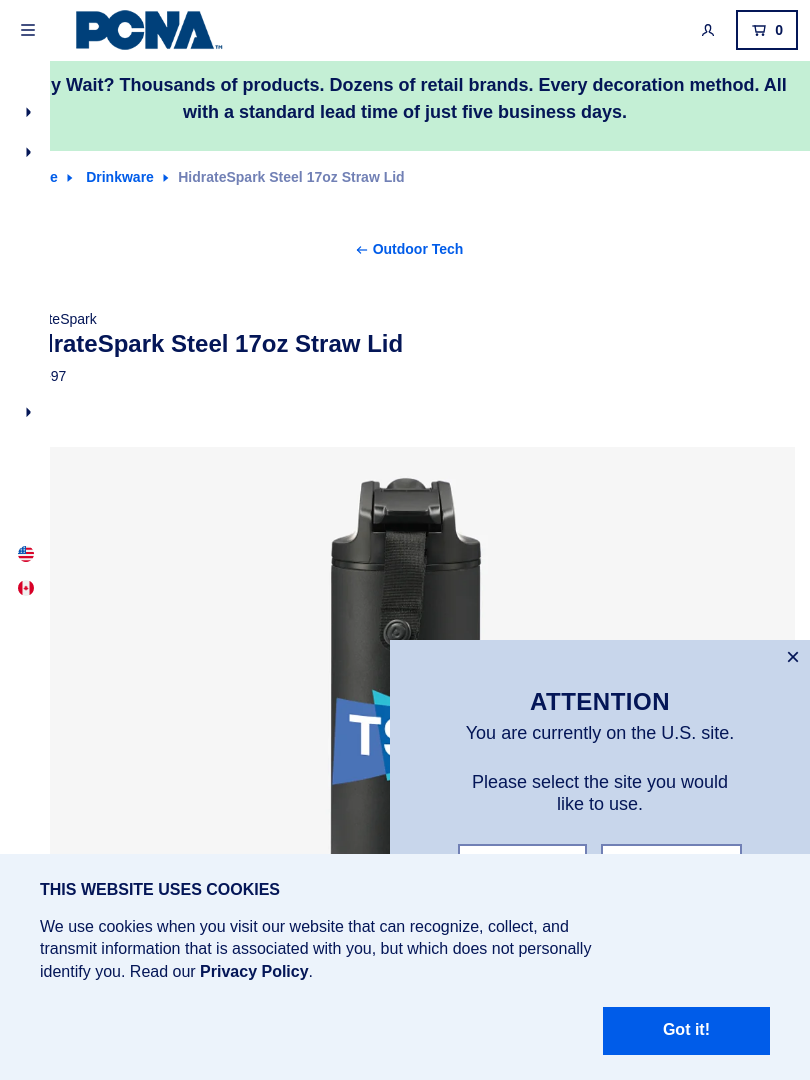 PCNA™
0
y Wait? Thousands of products. Dozens of retail brands. Every decoration method. All
with a standard lead time of just five business days.
e Drinkware HidrateSpark Steel 17oz Straw Lid
← Outdoor Tech
teSpark
drateSpark Steel 17oz Straw Lid
97
TS
×
ATTENTION
You are currently on the U.S. site.
Please select the site you would
like to use.
THIS WEBSITE USES COOKIES
We use cookies when you visit our website that can recognize, collect, and
transmit information that is associated with you, but which does not personally
identify you. Read our Privacy Policy.
Got it!